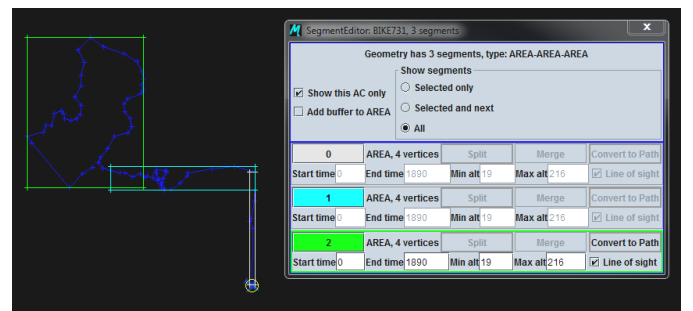 SegmentEditor: BIKE731, 3 segments
x
Geometry has 3 segments, type: AREA-AREA-AREA
Show segments
Show this AC only
Selected only
Add buffer to AREA
Selected and next
All
0 AREA, 4 vertices Split Merge Convert to Path
Start time 0 End time 1890 Min alt 19 Max alt 216 Line of sight
1 AREA, 4 vertices Split Merge Convert to Path
Start time 0 End time 1890 Min alt 19 Max alt 216 Line of sight
2 AREA, 4 vertices Split Merge Convert to Path
Start time 0 End time 1890 Min alt 19 Max alt 216 Line of sight